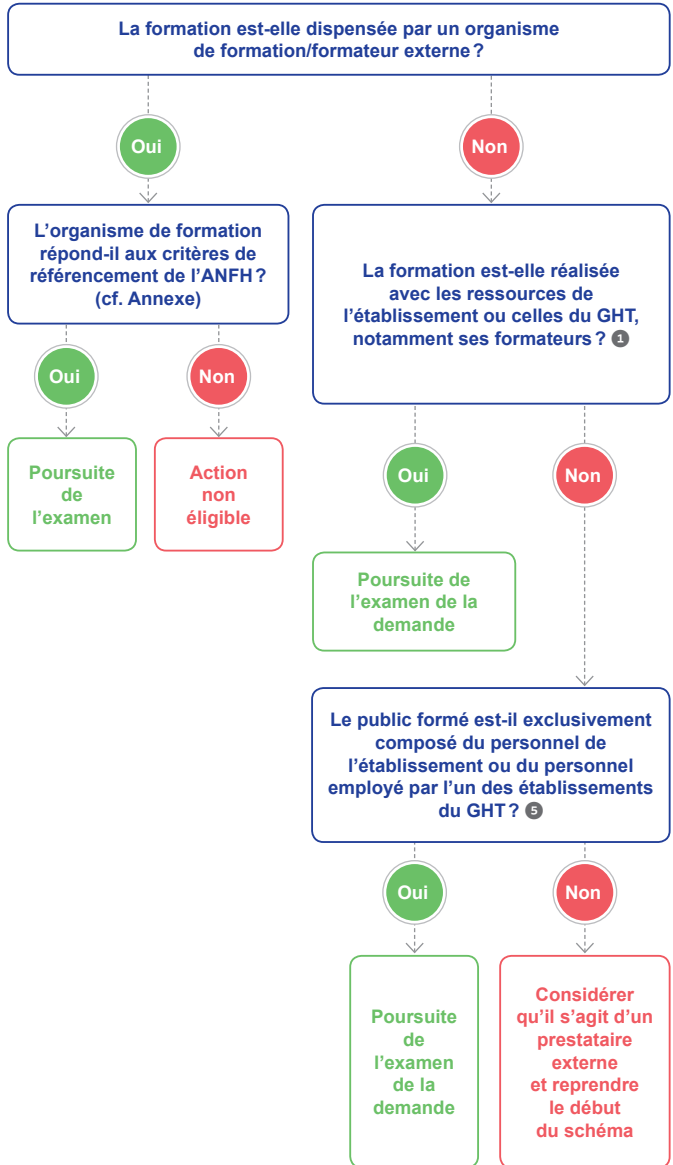 La formation est-elle dispensée par un organisme
de formation/formateur externe ?
Oui
Non
L’organisme de formation
répond-il aux critères de
référencement de l’ANFH ?
(cf. Annexe)
La formation est-elle réalisée
avec les ressources de
l’établissement ou celles du GHT,
notamment ses formateurs ? 1
Oui
Non
Poursuite
de
l’examen
Action
non
éligible
Oui
Non
Poursuite de
l’examen de la
demande
Le public formé est-il exclusivement
composé du personnel de
l’établissement ou du personnel
employé par l’un des établissements
du GHT ? 5
Oui
Non
Poursuite
de
l’examen
de la
demande
Considérer
qu’il s’agit d’un
prestataire
externe
et reprendre
le début
du schéma